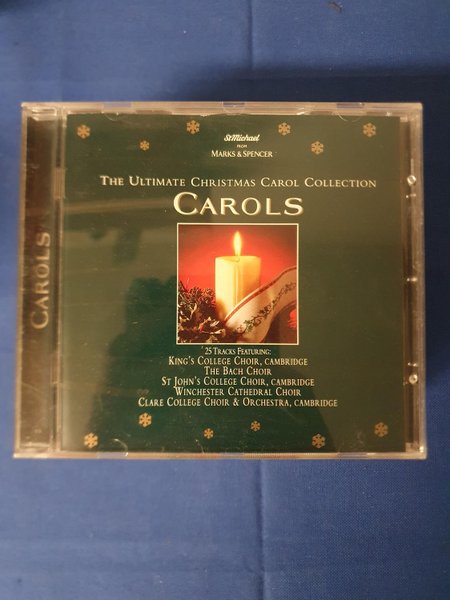 St Michael
FROM
MARKS & SPENCER
THE ULTIMATE CHRISTMAS CAROL COLLECTION
CAROLS
25 TRACKS FEATURING:
KING'S COLLEGE CHOIR, CAMBRIDGE
THE BACH CHOIR
ST JOHN'S COLLEGE CHOIR, CAMBRIDGE
WINCHESTER CATHEDRAL CHOIR
CLARE COLLEGE CHOIR & ORCHESTRA, CAMBRIDGE
CAROLS